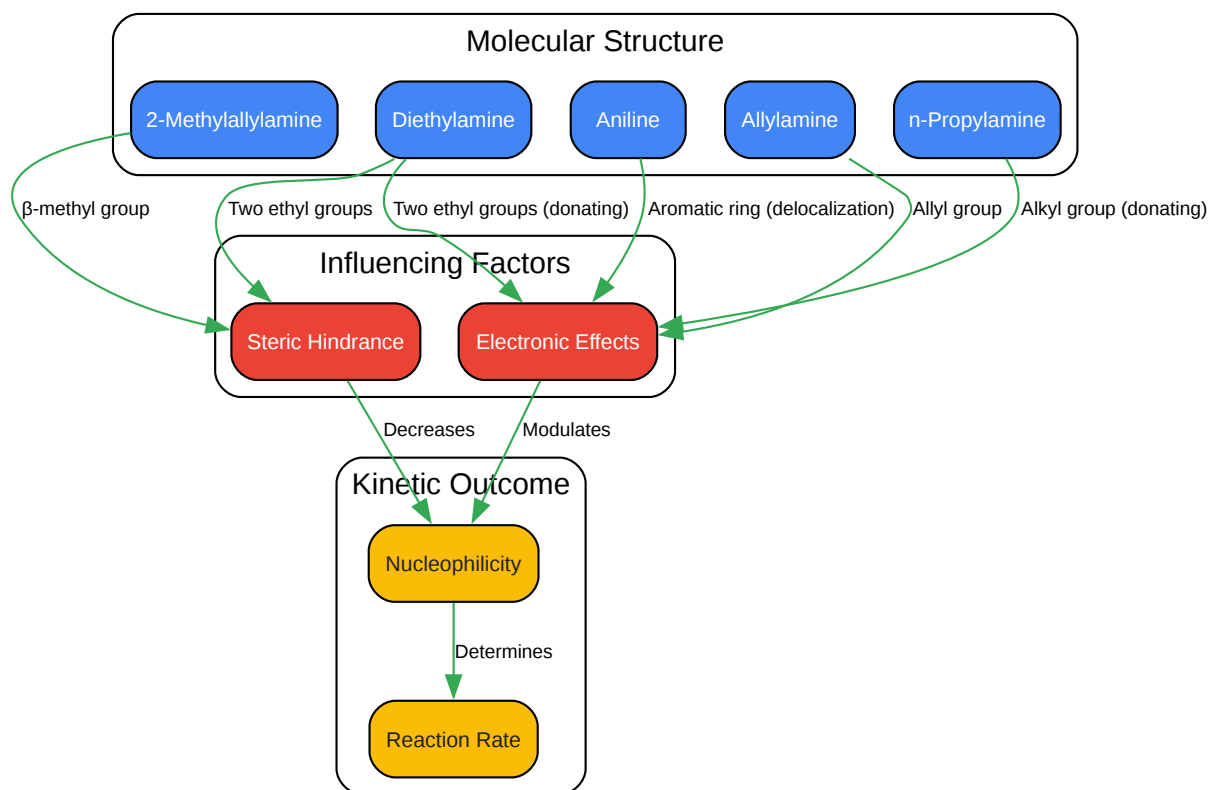 Molecular Structure
2-Methylallylamine
Diethylamine
Aniline
Allylamine
n-Propylamine
β-methyl group
Two ethyl groups
Two ethyl groups (donating)
Aromatic ring (delocalization)
Allyl group
Alkyl group (donating)
Influencing Factors
Steric Hindrance
Electronic Effects
Decreases
Modulates
Kinetic Outcome
Nucleophilicity
Determines
Reaction Rate